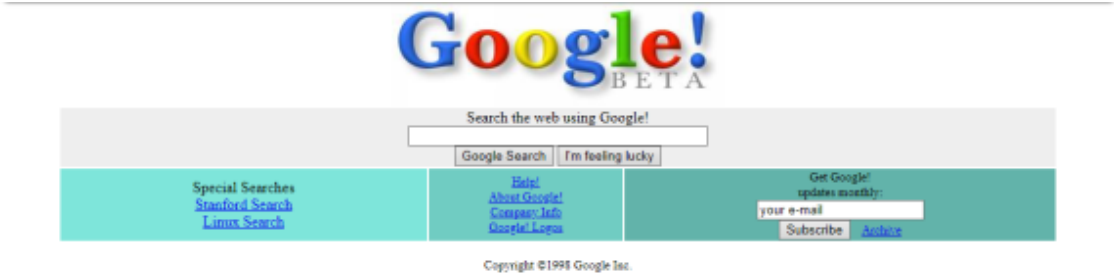 Google!
BETA
Search the web using Google!
Google Search I'm feeling lucky
Special Searches
Stanford Search
Linux Search
Help!
About Google!
Company Info
Google! Logos
Get Google!
updates monthly:
your e-mail
Subscribe Archive
Copyright ©1998 Google Inc.